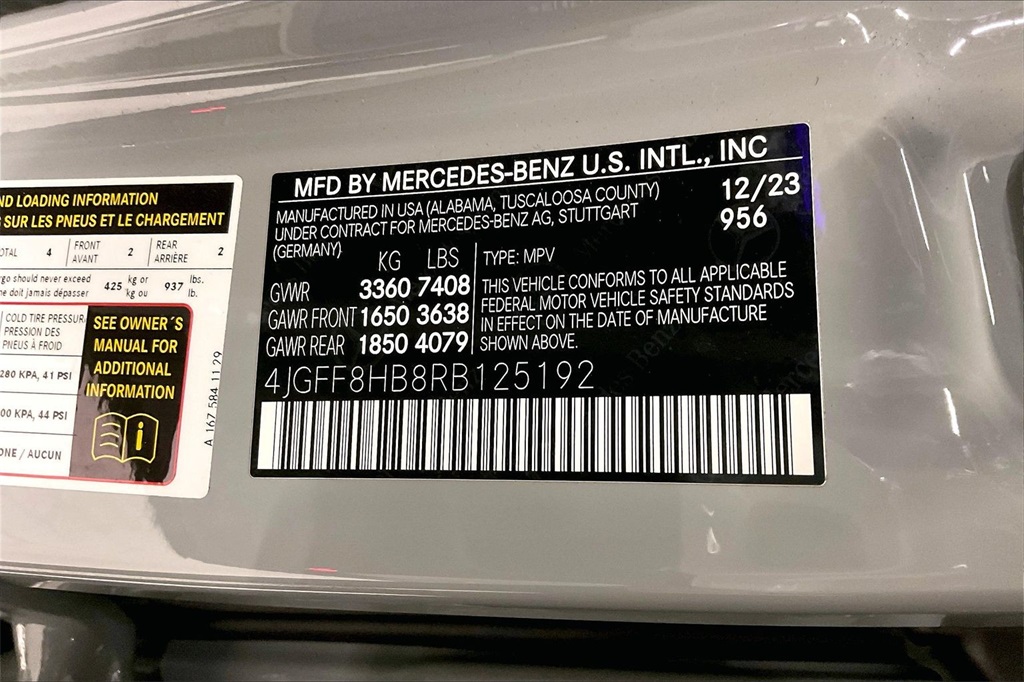 ND LOADING INFORMATION
SUR LES PNEUS ET LE CHARGEMENT
OTAL 4 FRONT AVANT 2 REAR ARRIÈRE 2
rgo should never exceed 425 kg or 937 lbs.
ne doit jamais dépasser kg ou lb.
COLD TIRE PRESSUR
PRESSION DES
PNEUS À FROID
280 KPA, 41 PSI
00 KPA, 44 PSI
ONE / AUCUN
SEE OWNER´S
MANUAL FOR
ADDITIONAL
INFORMATION
i
A 167 584 11 29
MFD BY MERCEDES-BENZ U.S. INTL., INC
MANUFACTURED IN USA (ALABAMA, TUSCALOOSA COUNTY)
UNDER CONTRACT FOR MERCEDES-BENZ AG, STUTTGART
(GERMANY)
12/23
956
KG LBS
GVWR 3360 7408
GAWR FRONT 1650 3638
GAWR REAR 1850 4079
TYPE: MPV
THIS VEHICLE CONFORMS TO ALL APPLICABLE
FEDERAL MOTOR VEHICLE SAFETY STANDARDS
IN EFFECT ON THE DATE OF MANUFACTURE
SHOWN ABOVE.
4JGFF8HB8RB125192